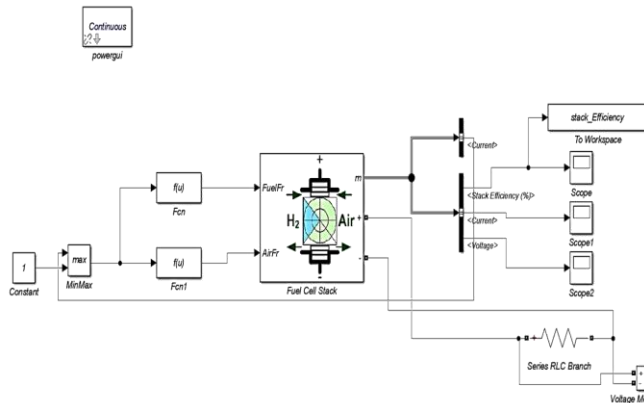 Continuous
powergui
stack_Efficiency
To Workspace
<Current>
m
<Stack Efficiency (%)>
Scope
f(u)
FuelFr
Fcn
+
H2
Air
+
<Current>
Scope1
max
f(u)
AirFr
-
-
<Voltage>
1
Constant
MinMax
Fcn1
Fuel Cell Stack
Scope2
+
Series RLC Branch
+
-
Voltage M